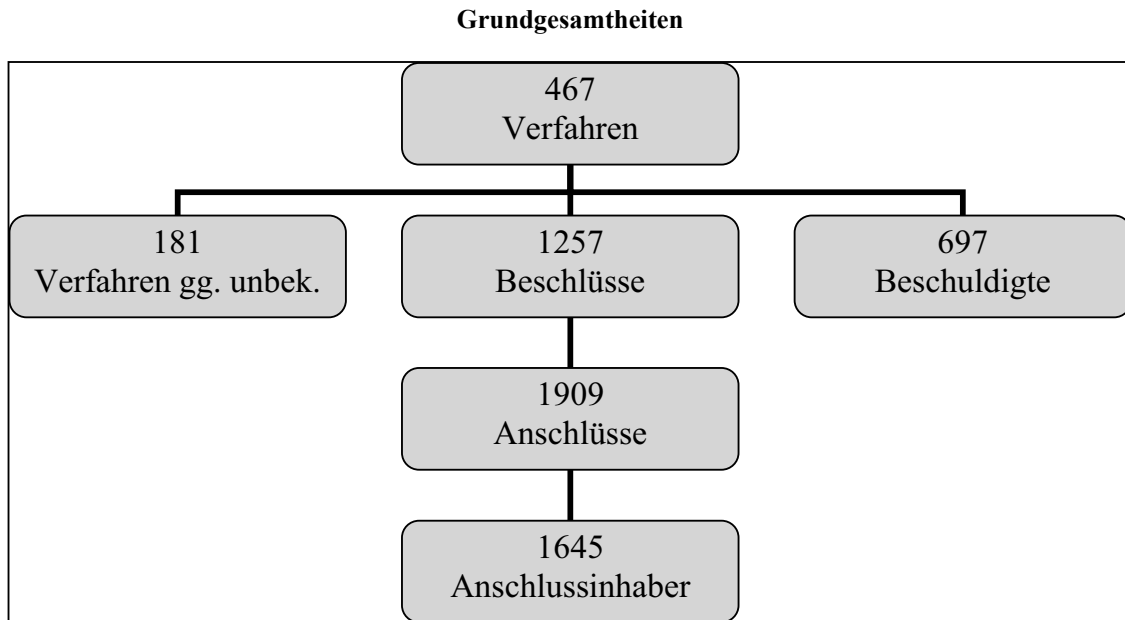 Grundgesamtheiten
467
Verfahren
181
Verfahren gg. unbek.
1257
Beschlüsse
697
Beschuldigte
1909
Anschlüsse
1645
Anschlussinhaber